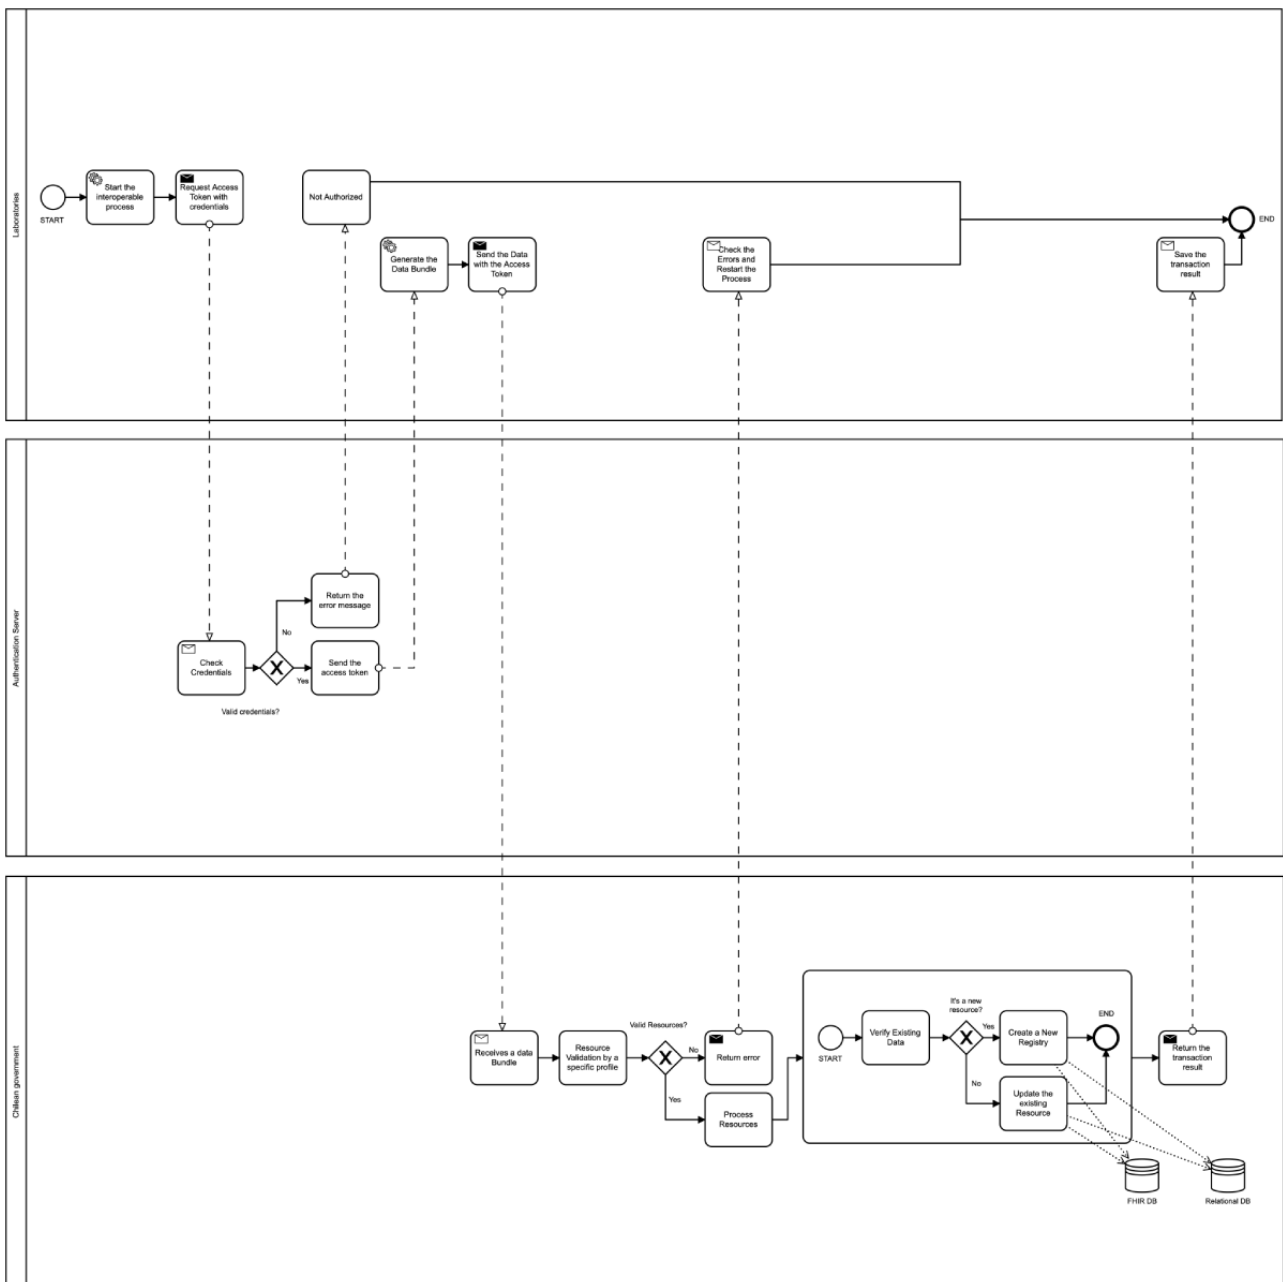 Laboratories
START
Start the
interoperable
process
Request Access
Token with
credentials
Not Authorized
Generate the
Data Bundle
Send the Data
with the Access
Token
Check the
Errors and
Restart the
Process
Save the
transaction
result
END
Authentication Server
Check
Credentials
Valid credentials?
No
Yes
Return the
error message
Send the
access token
Chilean government
Receives a data
Bundle
Resource
Validation by a
specific profile
Valid Resources?
No
Yes
Return error
Process
Resources
START
Verify Existing
Data
It's a new
resource?
Yes
No
Create a New
Registry
Update the
existing
Resource
END
Return the
transaction
result
FHIR DB
Relational DB